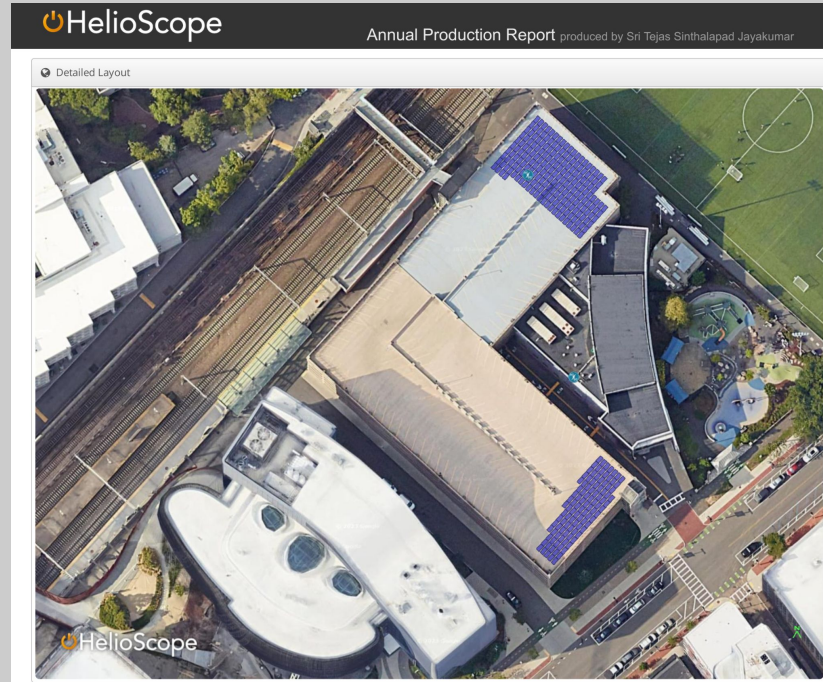 HelioScope
Annual Production Report produced by Sri Tejas Sinthalapad Jayakumar
Detailed Layout
HelioScope